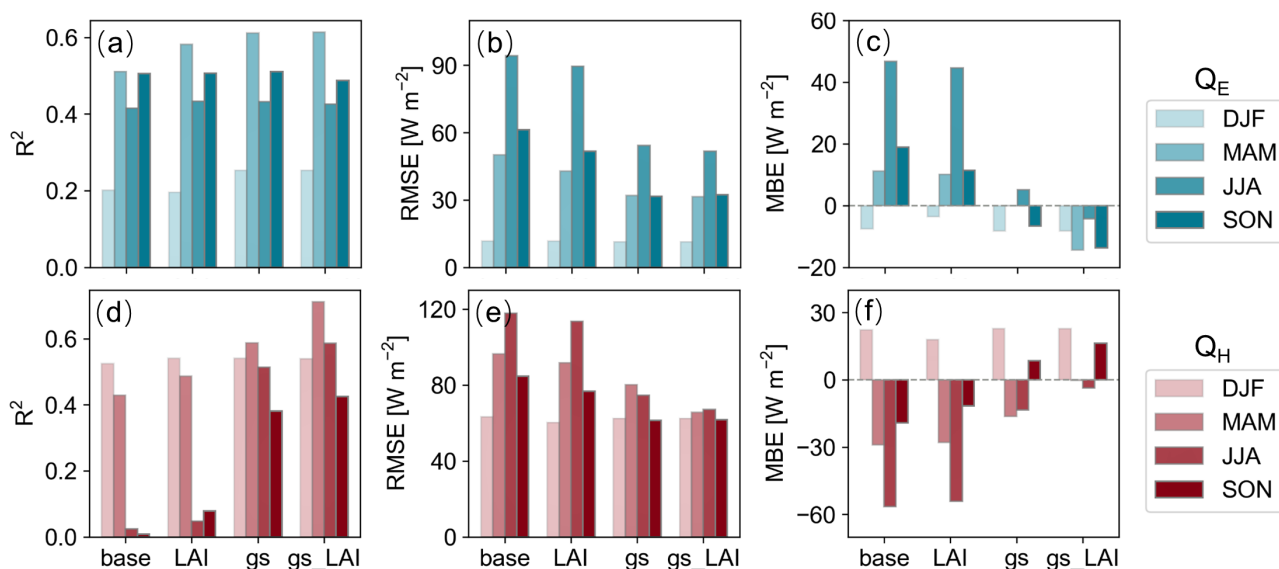 (a)
R²
0.6
0.4
0.2
0.0
(b)
RMSE [W m⁻²]
90
60
30
0
(c)
MBE [W m⁻²]
60
40
20
0
−20
Q_E
DJF
MAM
JJA
SON
(d)
R²
0.6
0.4
0.2
0.0
base LAI gs gs_LAI
(e)
RMSE [W m⁻²]
120
80
40
0
base LAI gs gs_LAI
(f)
MBE [W m⁻²]
30
0
−30
−60
base LAI gs gs_LAI
Q_H
DJF
MAM
JJA
SON